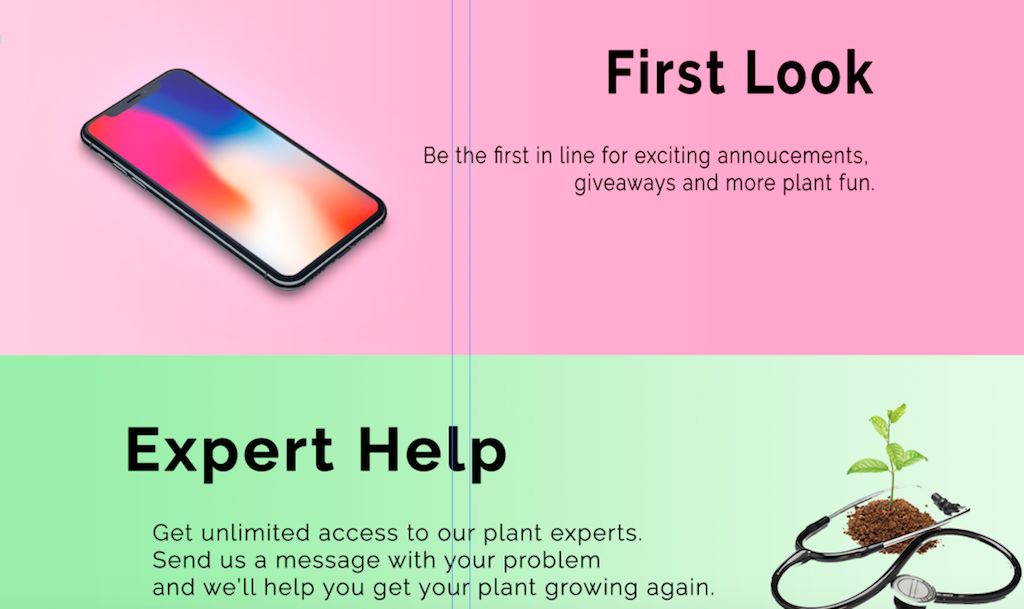 First Look
Be the first in line for exciting annoucements,
giveaways and more plant fun.
Expert Help
Get unlimited access to our plant experts.
Send us a message with your problem
and we’ll help you get your plant growing again.